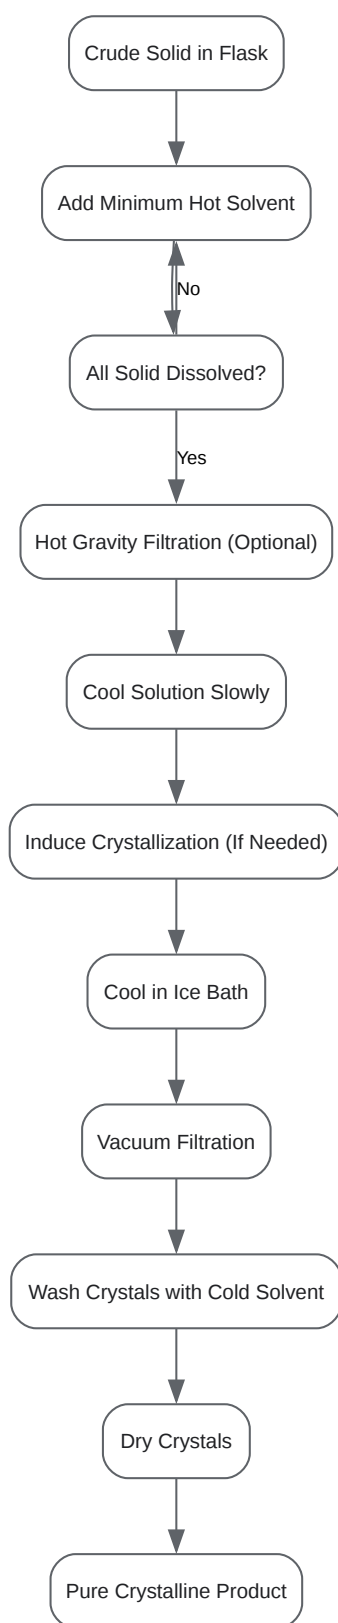 Crude Solid in Flask
Add Minimum Hot Solvent
No
All Solid Dissolved?
Yes
Hot Gravity Filtration (Optional)
Cool Solution Slowly
Induce Crystallization (If Needed)
Cool in Ice Bath
Vacuum Filtration
Wash Crystals with Cold Solvent
Dry Crystals
Pure Crystalline Product